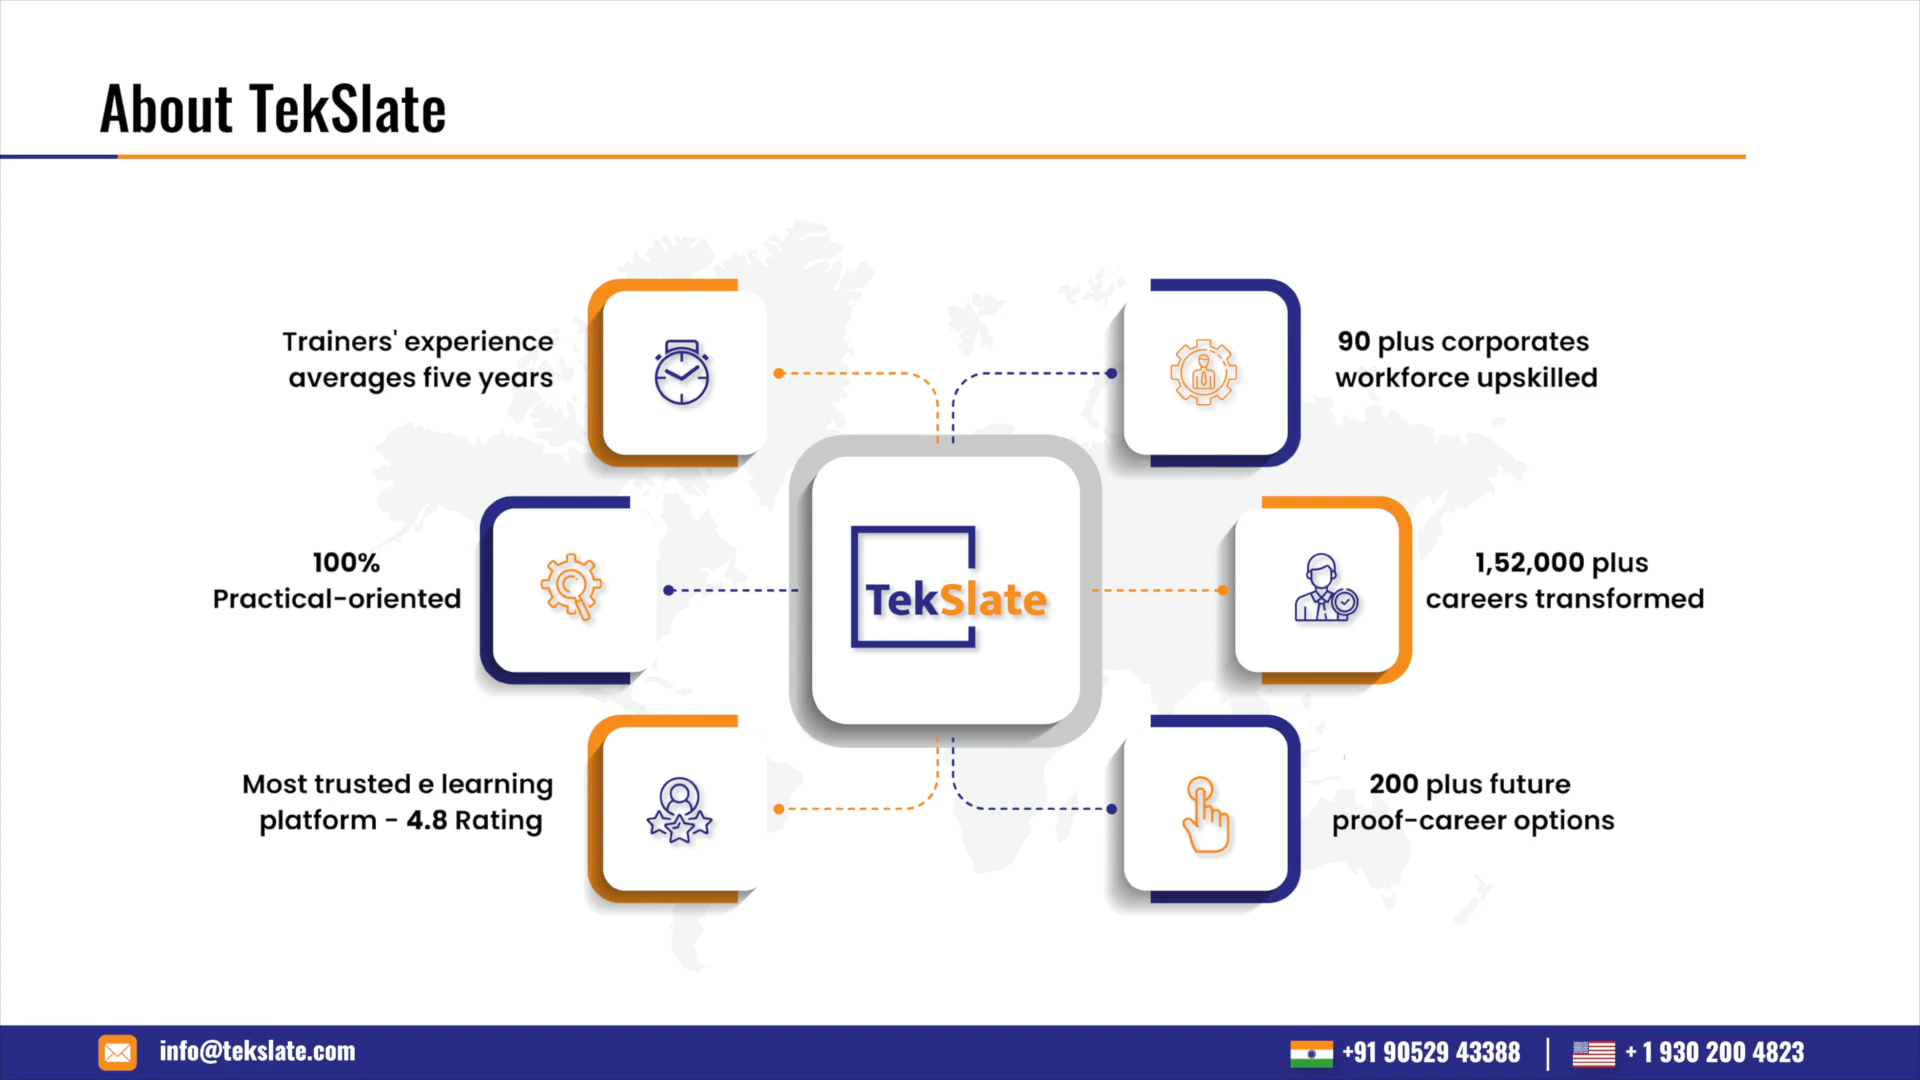 About TekSlate
Trainers' experience
averages five years
90 plus corporates
workforce upskilled
100%
Practical-oriented
TekSlate
1,52,000 plus
careers transformed
Most trusted e learning
platform - 4.8 Rating
200 plus future
proof-career options
info@tekslate.com
+91 90529 43388
+ 1 930 200 4823